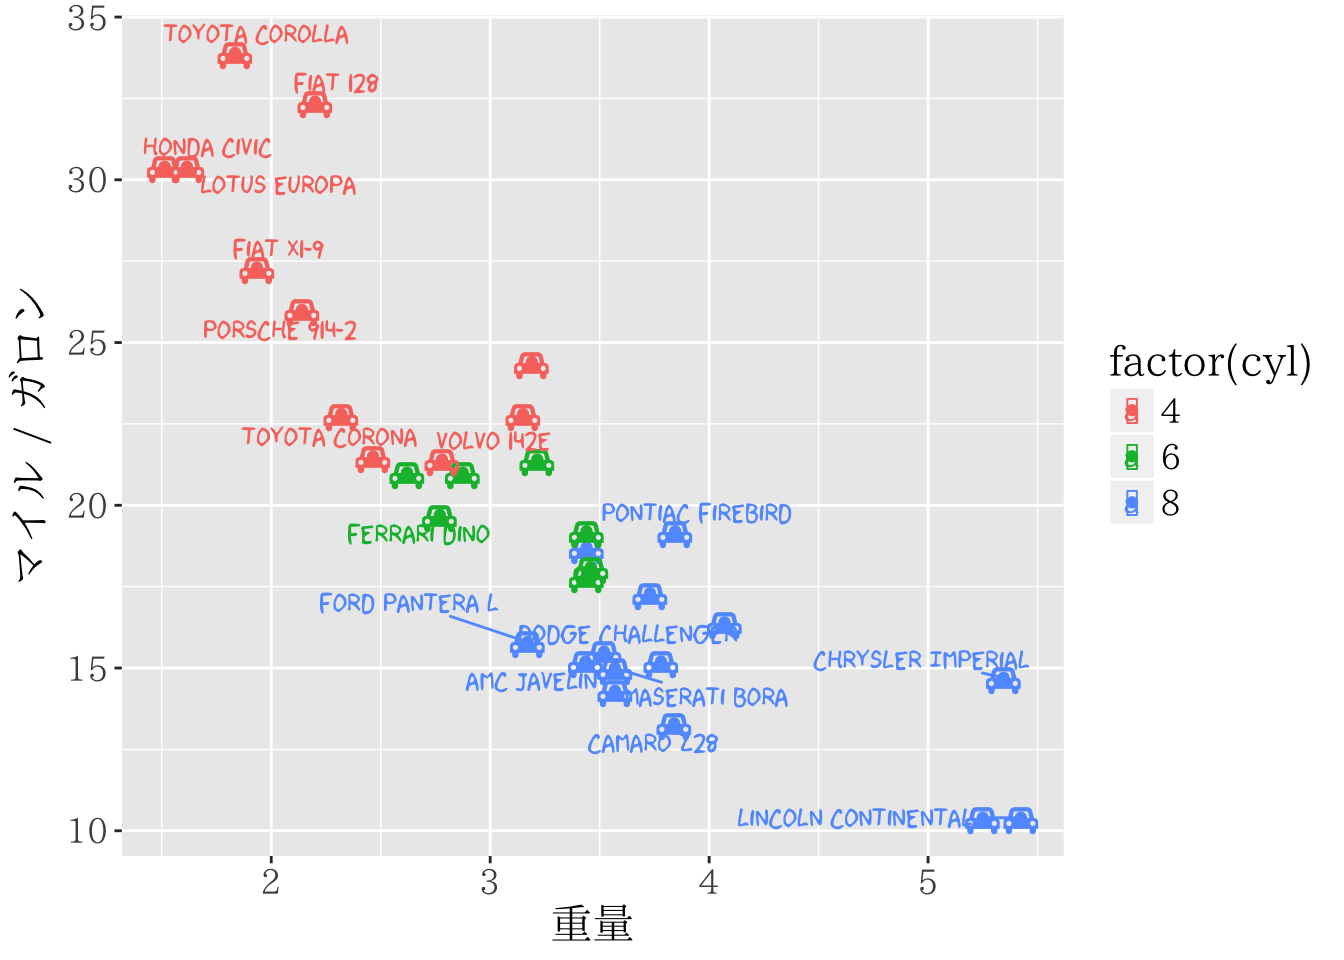 35
TOYOTA COROLLA
FIAT 128
HONDA CIVIC
30
LOTUS EUROPA
FIAT X1-9
PORSCHE 914-2
25
TOYOTA CORONA
VOLVO 142E
20
PONTIAC FIREBIRD
FERRARI DINO
FORD PANTERA L
DODGE CHALLENGER
15
CHRYSLER IMPERIAL
AMC JAVELIN
MASERATI BORA
CAMARO Z28
LINCOLN CONTINENTAL
10
2 3 4 5
重量
マイル / ガロン
factor(cyl)
4
6
8